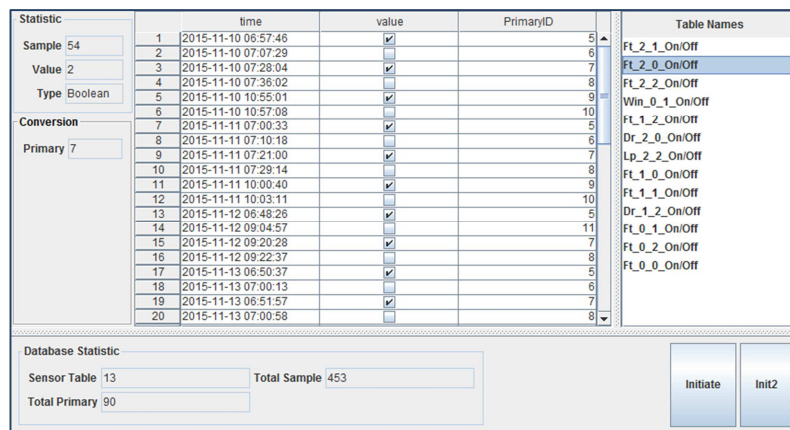 Statistic
Sample 54
Value 2
Type Boolean
Conversion
Primary 7
time value PrimaryID
1 2015-11-10 06:57:46 5
2 2015-11-10 07:07:29 6
3 2015-11-10 07:28:04 7
4 2015-11-10 07:36:02 8
5 2015-11-10 10:55:01 9
6 2015-11-10 10:57:08 10
7 2015-11-11 07:00:33 5
8 2015-11-11 07:10:18 6
9 2015-11-11 07:21:00 7
10 2015-11-11 07:29:14 8
11 2015-11-11 10:00:40 9
12 2015-11-11 10:03:11 10
13 2015-11-12 06:48:26 5
14 2015-11-12 09:04:57 11
15 2015-11-12 09:20:28 7
16 2015-11-12 09:22:37 8
17 2015-11-13 06:50:37 5
18 2015-11-13 07:00:13 6
19 2015-11-13 06:51:57 7
20 2015-11-13 07:00:58 8
Table Names
Ft_2_1_On/Off
Ft_2_0_On/Off
Ft_2_2_On/Off
Win_0_1_On/Off
Ft_1_2_On/Off
Dr_2_0_On/Off
Lp_2_2_On/Off
Ft_1_0_On/Off
Ft_1_1_On/Off
Dr_1_2_On/Off
Ft_0_1_On/Off
Ft_0_2_On/Off
Ft_0_0_On/Off
Database Statistic
Sensor Table 13 Total Sample 453
Total Primary 90
Initiate Init2